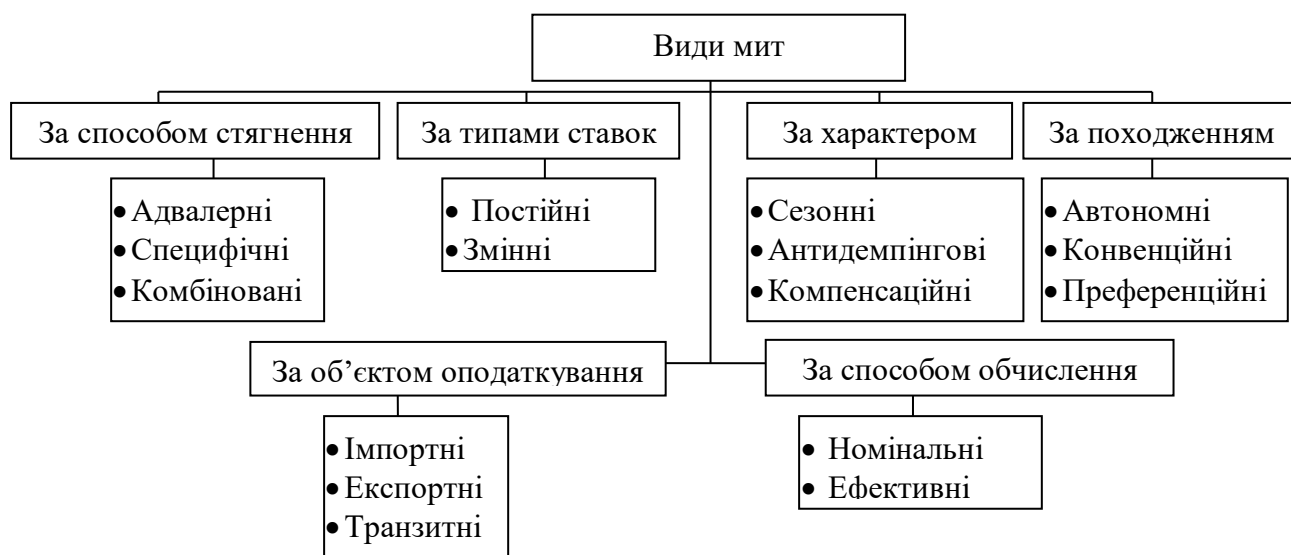 Види мит
За способом стягнення
За типами ставок
За характером
За походженням
• Адвалерні
• Специфічні
• Комбіновані
• Постійні
• Змінні
• Сезонні
• Антидемпінгові
• Компенсаційні
• Автономні
• Конвенційні
• Преференційні
За об’єктом оподаткування
За способом обчислення
• Імпортні
• Експортні
• Транзитні
• Номінальні
• Ефективні